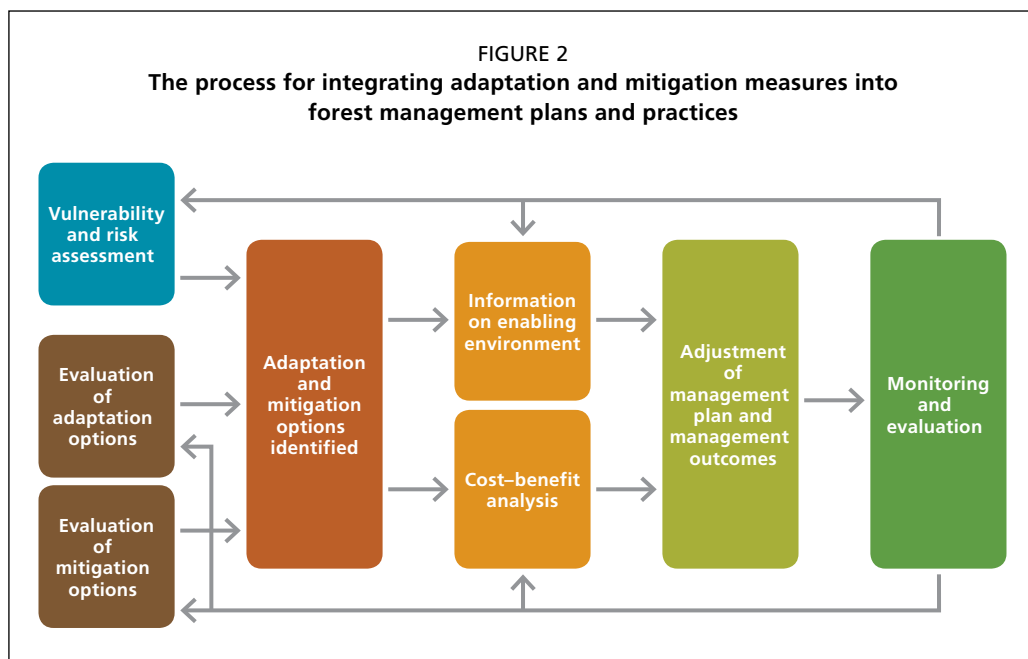 FIGURE 2
The process for integrating adaptation and mitigation measures into
forest management plans and practices
Vulnerability
and risk
assessment
Evaluation
of
adaptation
options
Evaluation
of
mitigation
options
Adaptation
and
mitigation
options
identified
Information
on enabling
environment
Cost–benefit
analysis
Adjustment
of
management
plan and
management
outcomes
Monitoring
and
evaluation